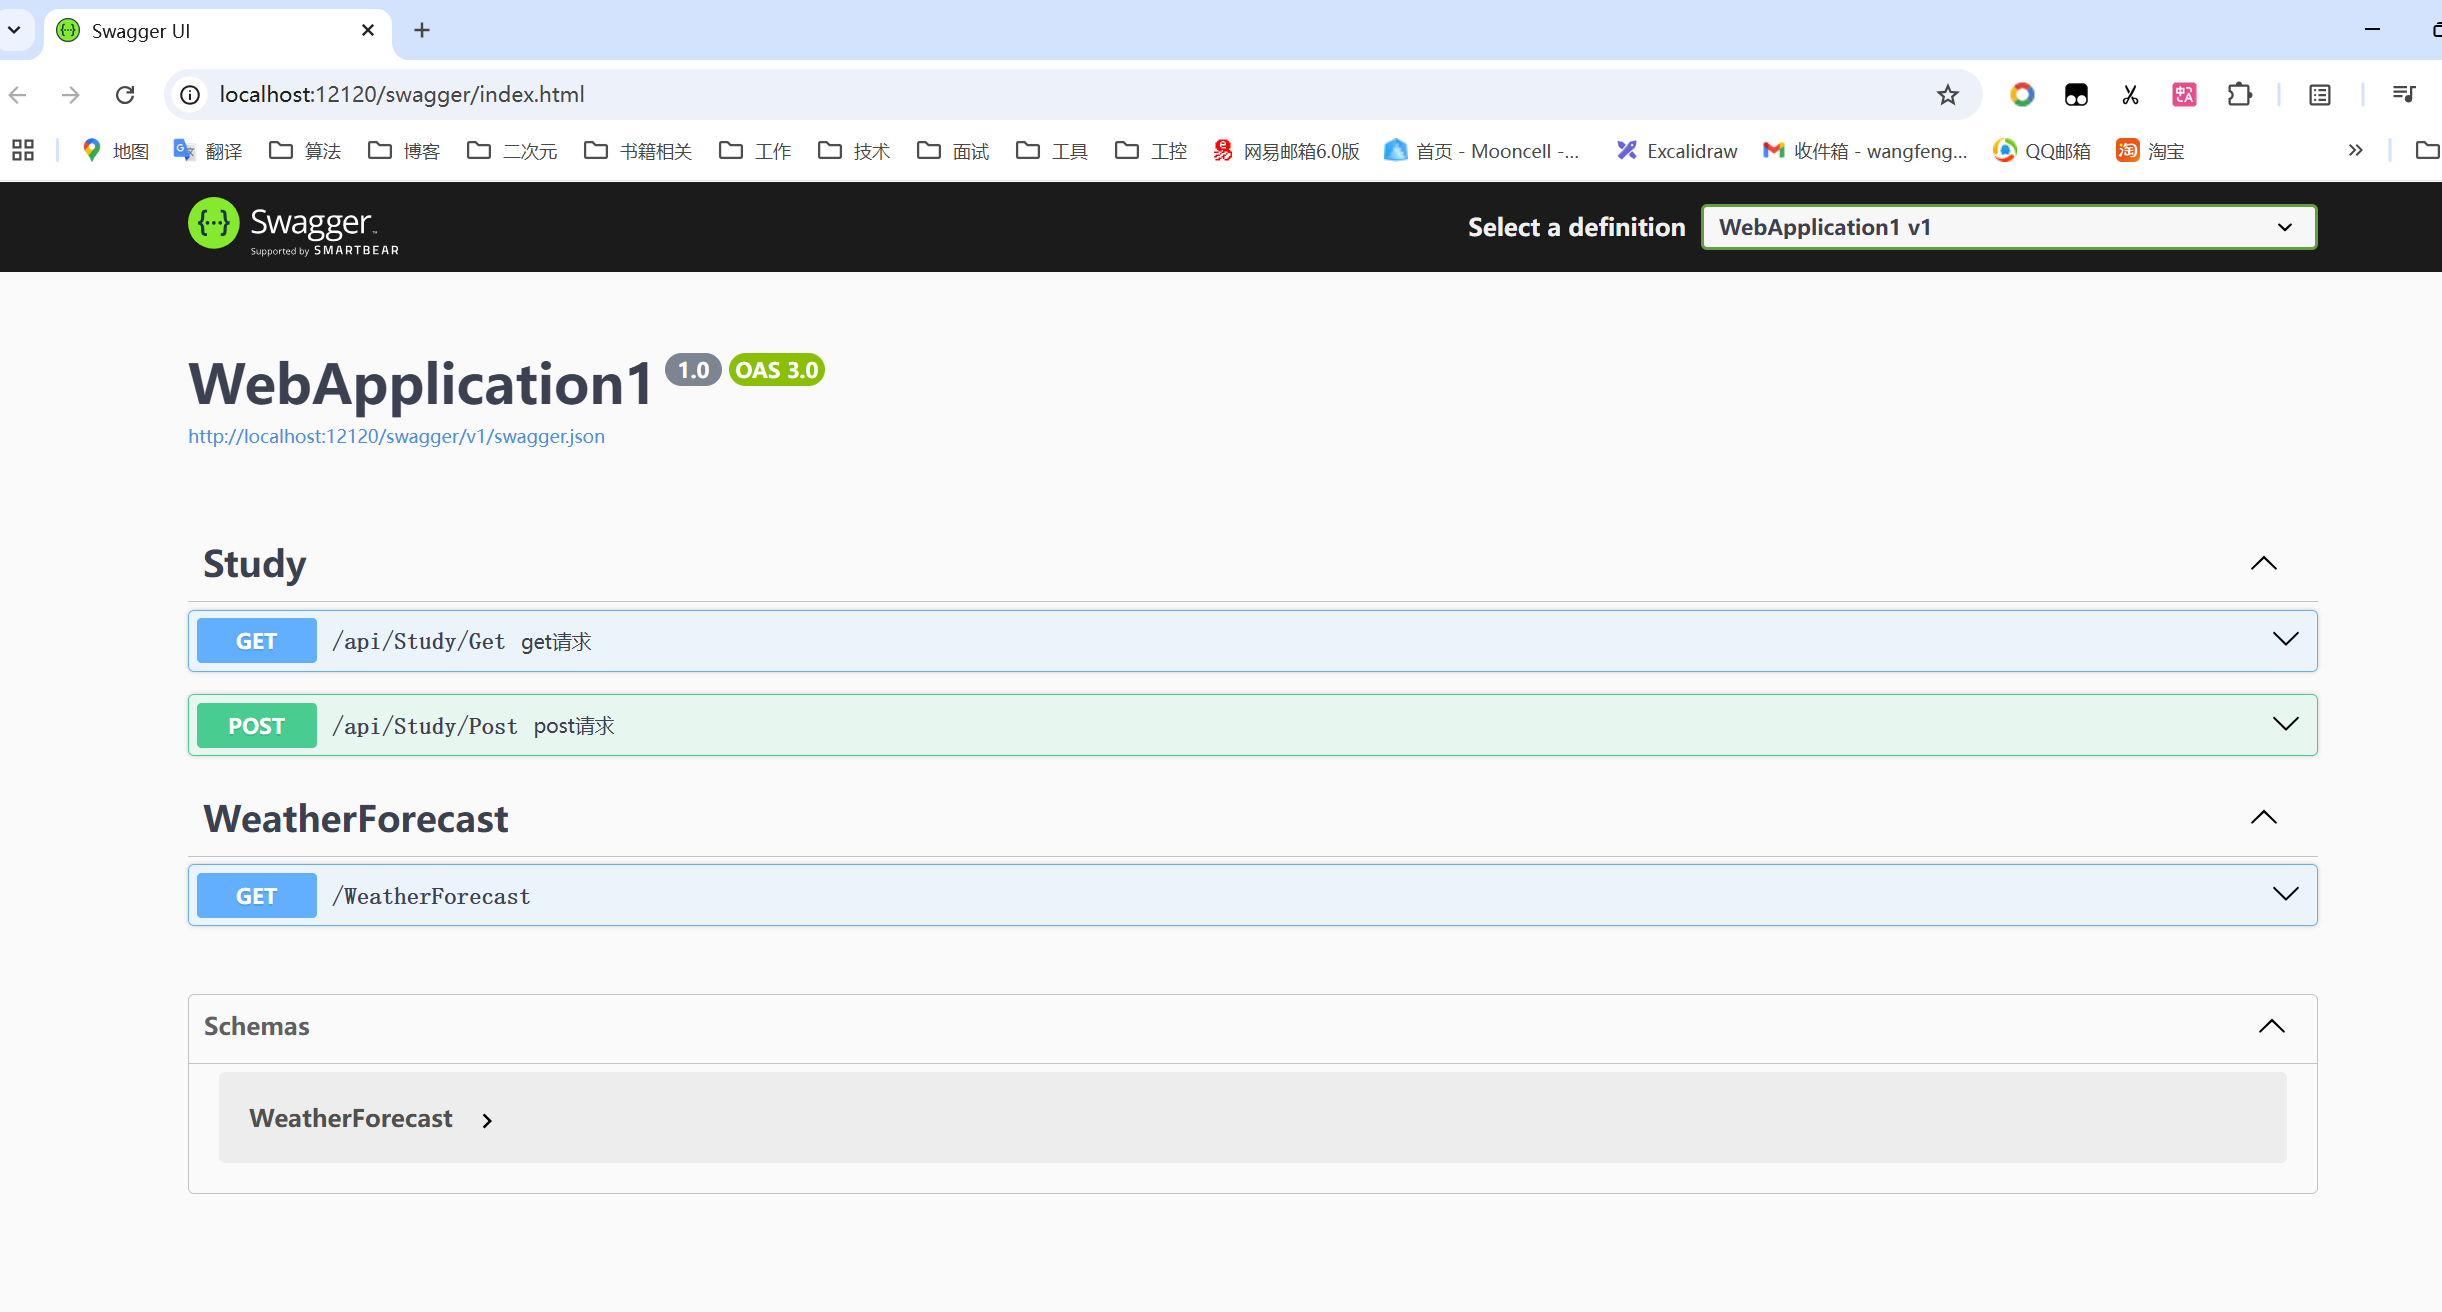 Swagger UI
localhost:12120/swagger/index.html
地图 翻译 算法 博客 二次元 书籍相关 工作 技术 面试 工具 工控 网易邮箱6.0版 首页 - Mooncell -... Excalidraw 收件箱 - wangfeng... QQ邮箱 淘宝
Swagger
Supported by SMARTBEAR
Select a definition WebApplication1 v1
WebApplication1 1.0 OAS 3.0
http://localhost:12120/swagger/v1/swagger.json
Study
GET /api/Study/Get get请求
POST /api/Study/Post post请求
WeatherForecast
GET /WeatherForecast
Schemas
WeatherForecast